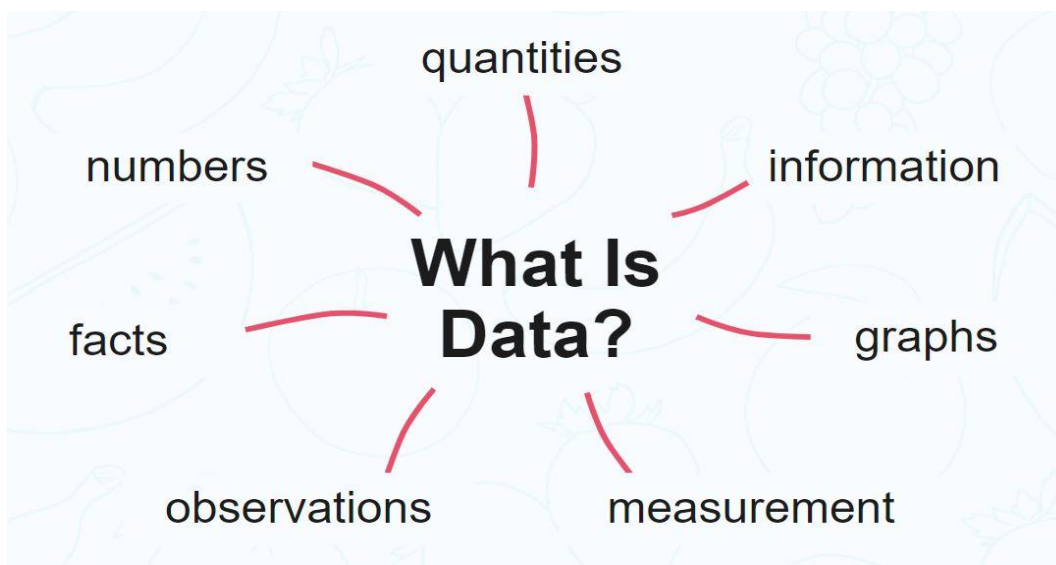 quantities
numbers
information
What Is
Data?
facts
graphs
observations
measurement